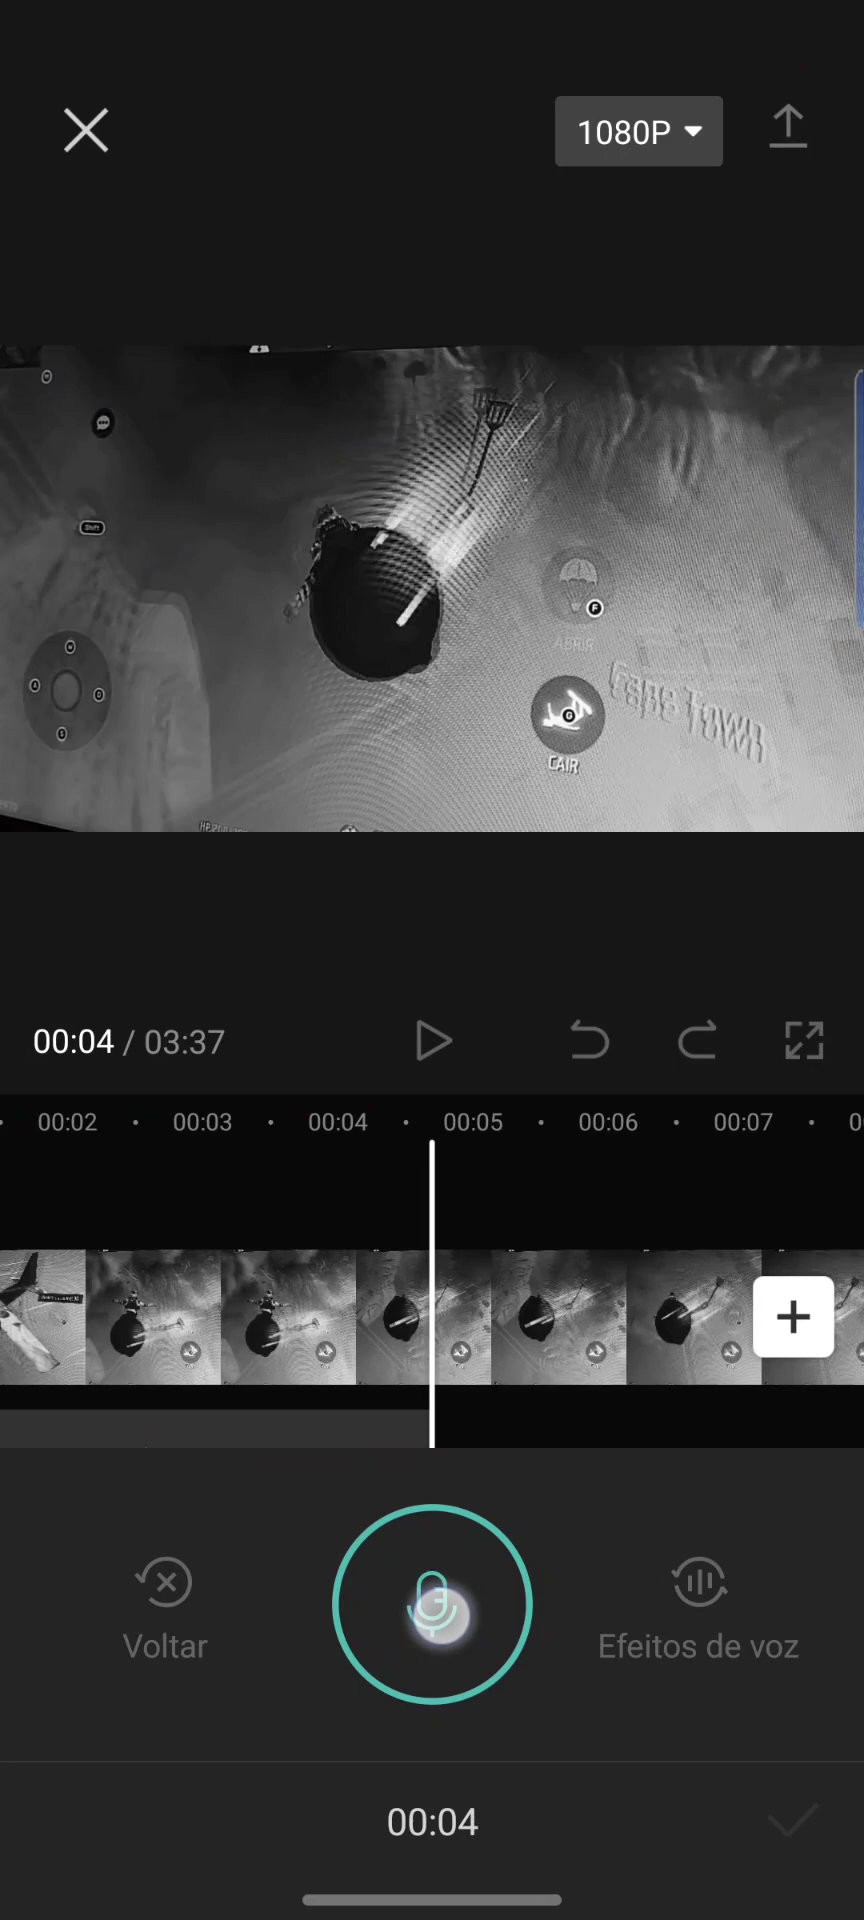 1080P
Shift
W
A
D
S
F
ABRIR
G
CAIR
Cape Town
00:04 / 03:37
00:02 00:03 00:04 00:05 00:06 00:07
Voltar
Efeitos de voz
00:04